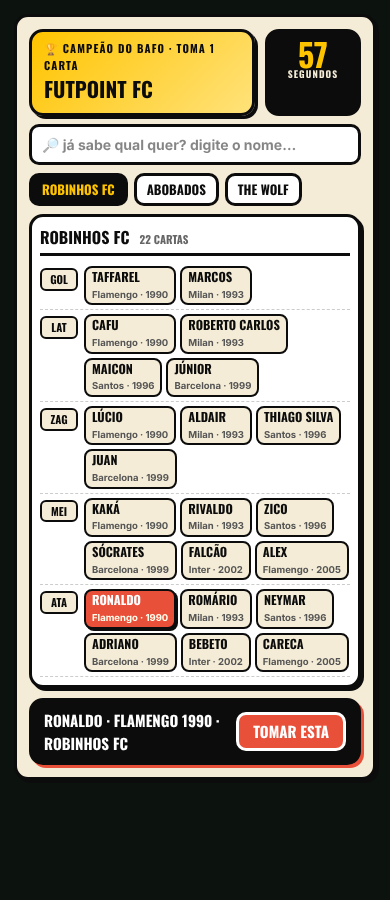 🏆 CAMPEÃO DO BAFO · TOMA 1
CARTA
FUTPOINT FC
57
SEGUNDOS
🔎 já sabe qual quer? digite o nome...
ROBINHOS FC ABOBADOS THE WOLF
ROBINHOS FC 22 CARTAS
GOL TAFFAREL MARCOS
Flamengo · 1990 Milan · 1993
LAT CAFU ROBERTO CARLOS
Flamengo · 1990 Milan · 1993
MAICON JÚNIOR
Santos · 1996 Barcelona · 1999
ZAG LÚCIO ALDAIR THIAGO SILVA
Flamengo · 1990 Milan · 1993 Santos · 1996
JUAN
Barcelona · 1999
MEI KAKÁ RIVALDO ZICO
Flamengo · 1990 Milan · 1993 Santos · 1996
SÓCRATES FALCÃO ALEX
Barcelona · 1999 Inter · 2002 Flamengo · 2005
ATA RONALDO ROMÁRIO NEYMAR
Flamengo · 1990 Milan · 1993 Santos · 1996
ADRIANO BEBETO CARECA
Barcelona · 1999 Inter · 2002 Flamengo · 2005
RONALDO · FLAMENGO 1990 ·
ROBINHOS FC
TOMAR ESTA